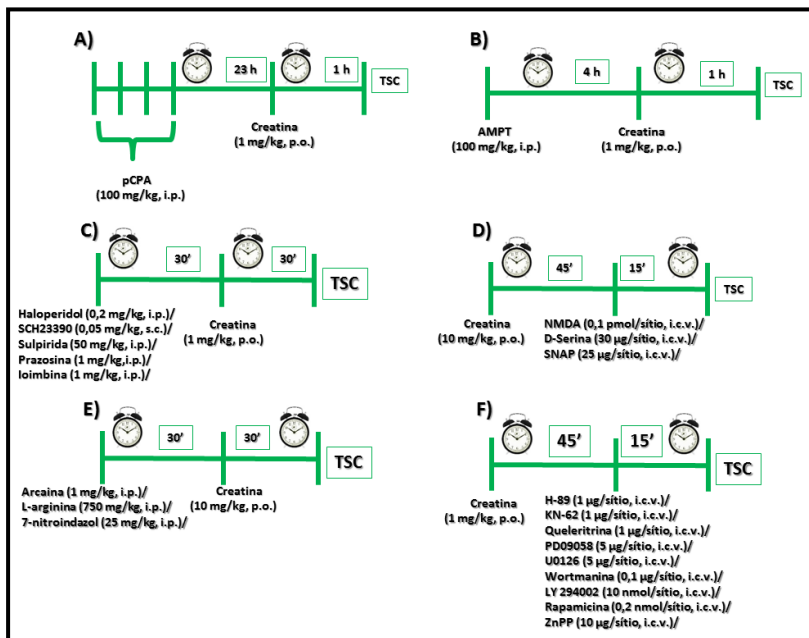 A)
23 h
1 h
TSC
Creatina
(1 mg/kg, p.o.)
pCPA
(100 mg/kg, i.p.)
B)
4 h
1 h
TSC
AMPT
(100 mg/kg, i.p.)
Creatina
(1 mg/kg, p.o.)
C)
30'
30'
TSC
Haloperidol (0,2 mg/kg, i.p.)/
SCH23390 (0,05 mg/kg, s.c.)/
Sulpirida (50 mg/kg, i.p.)/
Prazosina (1 mg/kg,i.p.)/
Ioimbina (1 mg/kg, i.p.)/
Creatina
(1 mg/kg, p.o.)
D)
45'
15'
TSC
Creatina
(10 mg/kg, p.o.)
NMDA (0,1 pmol/sítio, i.c.v.)/
D-Serina (30 µg/sítio, i.c.v.)/
SNAP (25 µg/sítio, i.c.v.)/
E)
30'
30'
TSC
Arcaina (1 mg/kg, i.p.)/
L-arginina (750 mg/kg, i.p.)/
7-nitroindazol (25 mg/kg, i.p.)/
Creatina
(10 mg/kg, p.o.)
F)
45'
15'
TSC
Creatina
(1 mg/kg, p.o.)
H-89 (1 µg/sítio, i.c.v.)/
KN-62 (1 µg/sítio, i.c.v.)/
Queleritrina (1 µg/sítio, i.c.v.)/
PD09058 (5 µg/sítio, i.c.v.)/
U0126 (5 µg/sítio, i.c.v.)/
Wortmanina (0,1 µg/sítio, i.c.v.)/
LY 294002 (10 nmol/sítio, i.c.v.)/
Rapamicina (0,2 nmol/sítio, i.c.v.)/
ZnPP (10 µg/sítio, i.c.v.)/